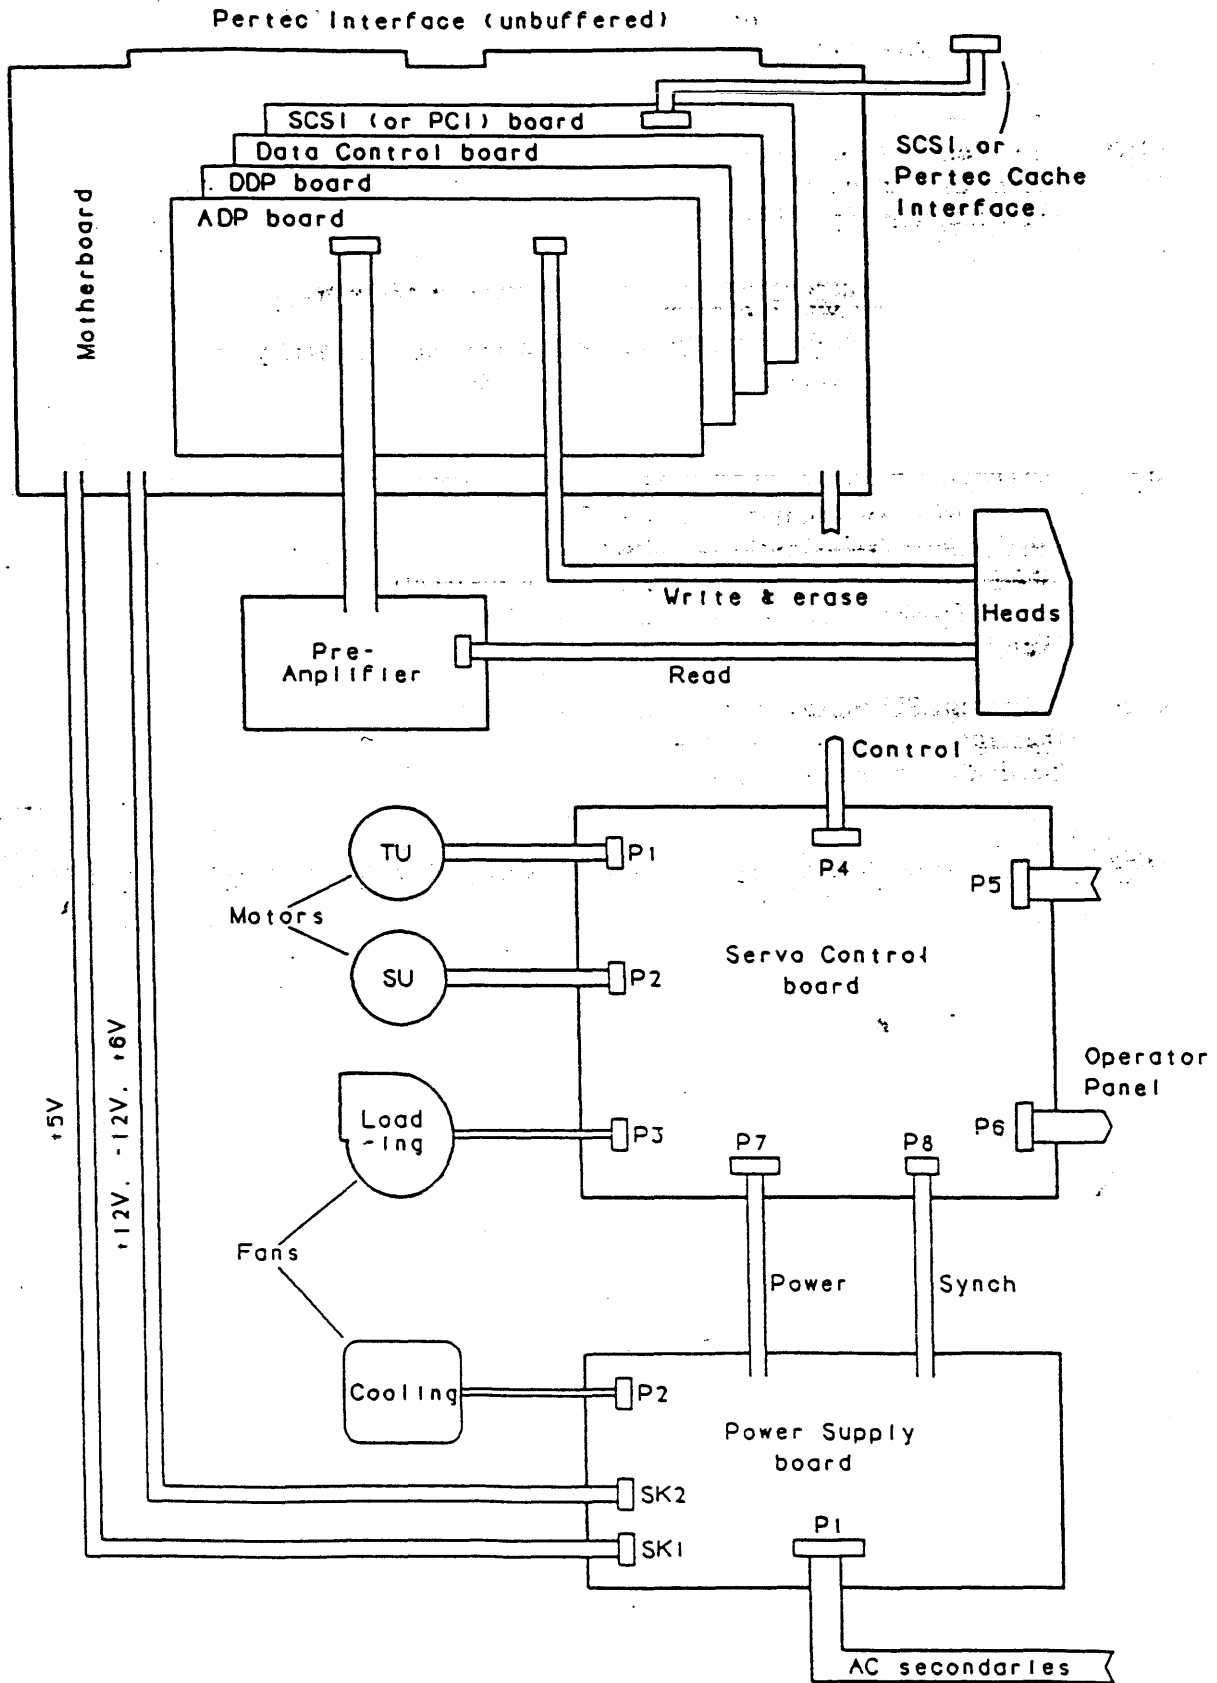 Pertec Interface (unbuffered)
SCSI (or PCI) board
Data Control board
DDP board
ADP board
Motherboard
SCSI or
Pertec Cache
Interface
Write & erase
Heads
Pre-
Amplifier
Read
Control
TU
P1
P4
P5
Motors
SU
P2
Servo Control
board
+5V
+12V. -12V. +6V
Operator
Panel
Load
-ing
P3
P7
P8
P6
Fans
Power
Synch
Cooling
P2
Power Supply
board
SK2
SK1
P1
AC secondaries